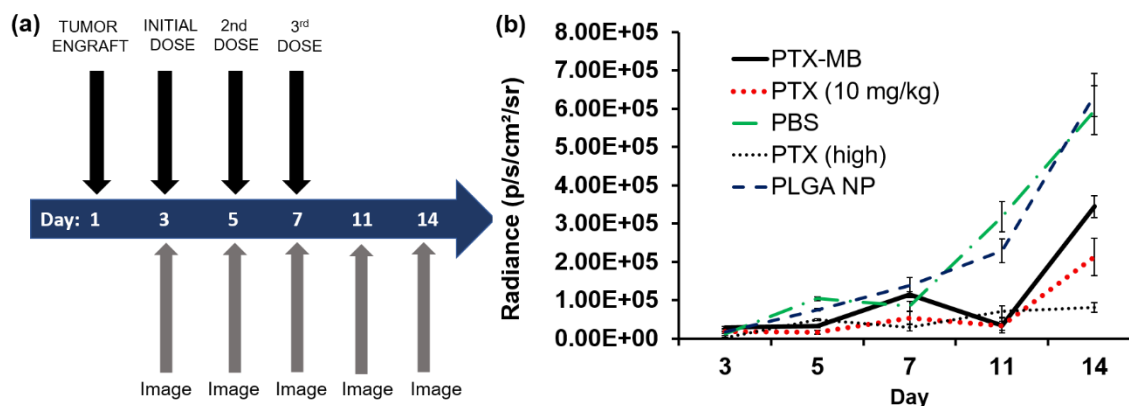 (a)
TUMOR
ENGRAFT
INITIAL
DOSE
2nd
DOSE
3rd
DOSE
Day: 1 3 5 7 11 14
Image Image Image Image Image
(b)
Radiance (p/s/cm²/sr)
8.00E+05
7.00E+05
6.00E+05
5.00E+05
4.00E+05
3.00E+05
2.00E+05
1.00E+05
0.00E+00
PTX-MB
PTX (10 mg/kg)
PBS
PTX (high)
PLGA NP
3 5 7 11 14
Day